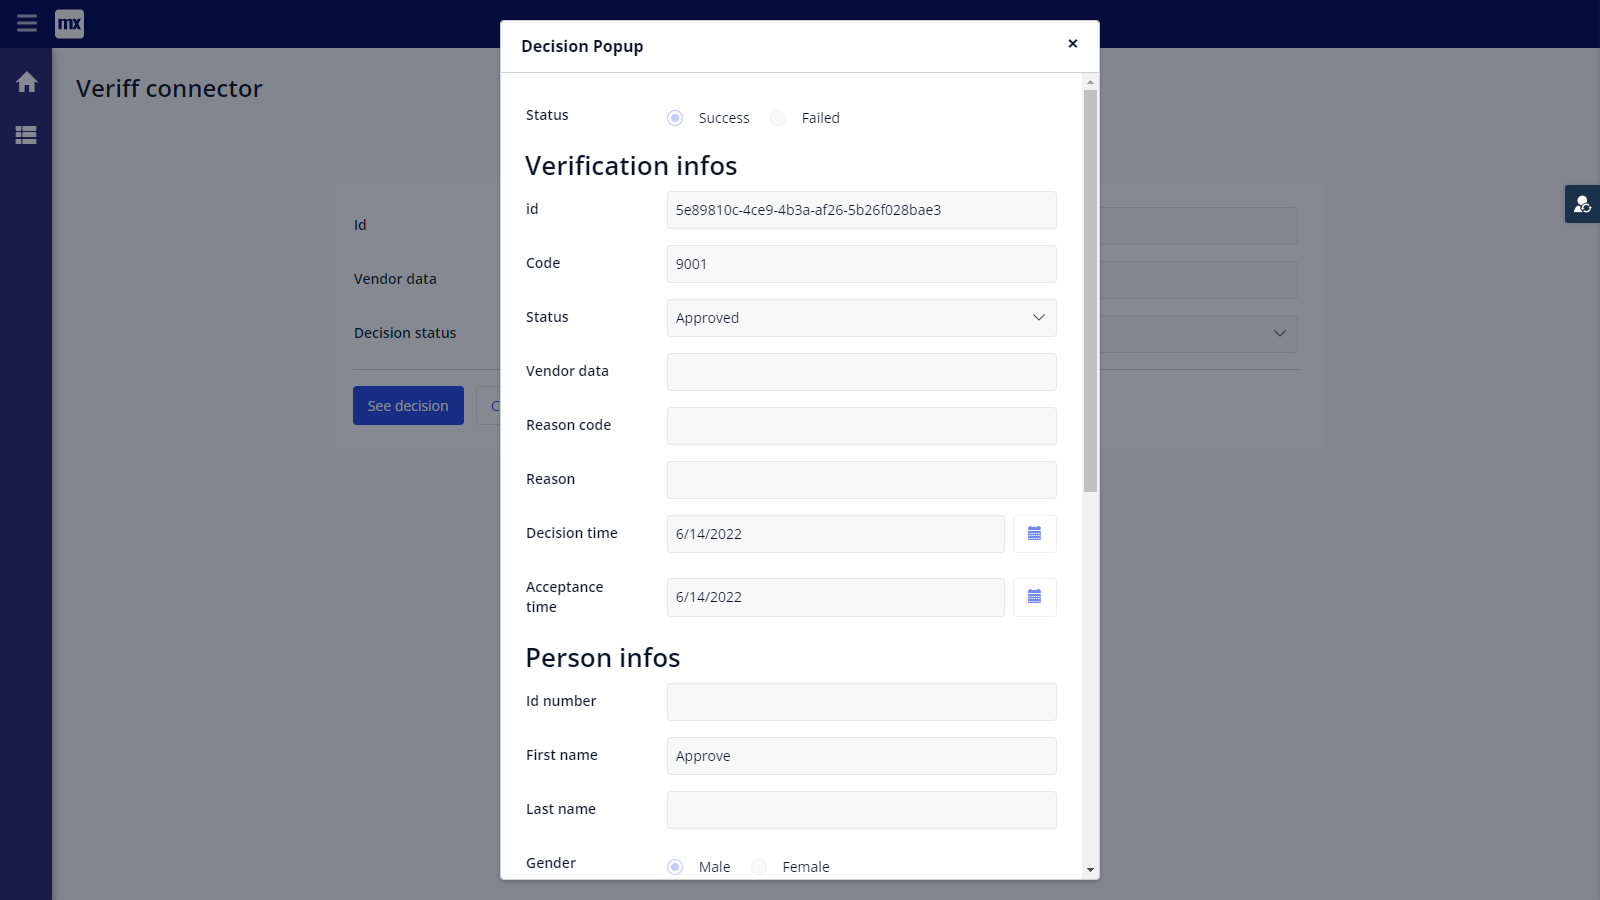 mx
Decision Popup
Veriff connector
Status
Success
Failed
Verification infos
id
5e89810c-4ce9-4b3a-af26-5b26f028bae3
Id
Code
9001
Vendor data
Status
Approved
Decision status
Vendor data
See decision
C
Reason code
Reason
Decision time
6/14/2022
Acceptance
time
6/14/2022
Person infos
Id number
First name
Approve
Last name
Gender
Male
Female